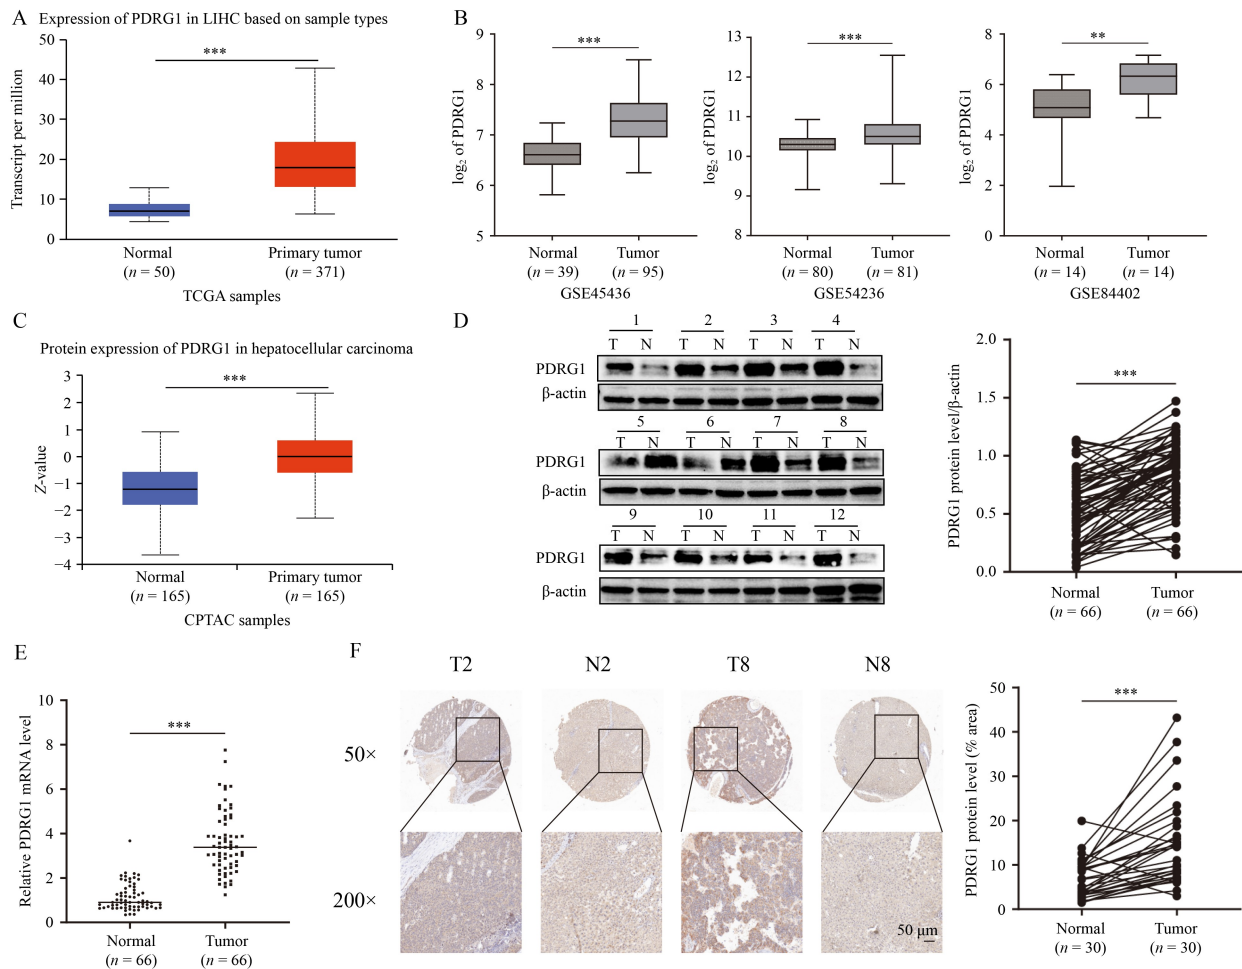 A
Expression of PDRG1 in LIHC based on sample types
***
Transcript per million
50
40
30
20
10
0
Normal
(n = 50)
Primary tumor
(n = 371)
TCGA samples
B
***
log2 of PDRG1
9
8
7
6
5
Normal
(n = 39)
Tumor
(n = 95)
GSE45436
***
log2 of PDRG1
13
12
11
10
9
8
Normal
(n = 80)
Tumor
(n = 81)
GSE54236
**
log2 of PDRG1
8
6
4
2
0
Normal
(n = 14)
Tumor
(n = 14)
GSE84402
C
Protein expression of PDRG1 in hepatocellular carcinoma
***
Z-value
3
2
1
0
−1
−2
−3
−4
Normal
(n = 165)
Primary tumor
(n = 165)
CPTAC samples
D
1 2 3 4
T N T N T N T N
PDRG1
β-actin
5 6 7 8
T N T N T N T N
PDRG1
β-actin
9 10 11 12
T N T N T N T N
PDRG1
β-actin
***
PDRG1 protein level/β-actin
2.0
1.5
1.0
0.5
0.0
Normal
(n = 66)
Tumor
(n = 66)
E
***
Relative PDRG1 mRNA level
10
8
6
4
2
0
Normal
(n = 66)
Tumor
(n = 66)
F
T2 N2 T8 N8
50×
200×
50 μm
***
PDRG1 protein level (% area)
50
40
30
20
10
0
Normal
(n = 30)
Tumor
(n = 30)